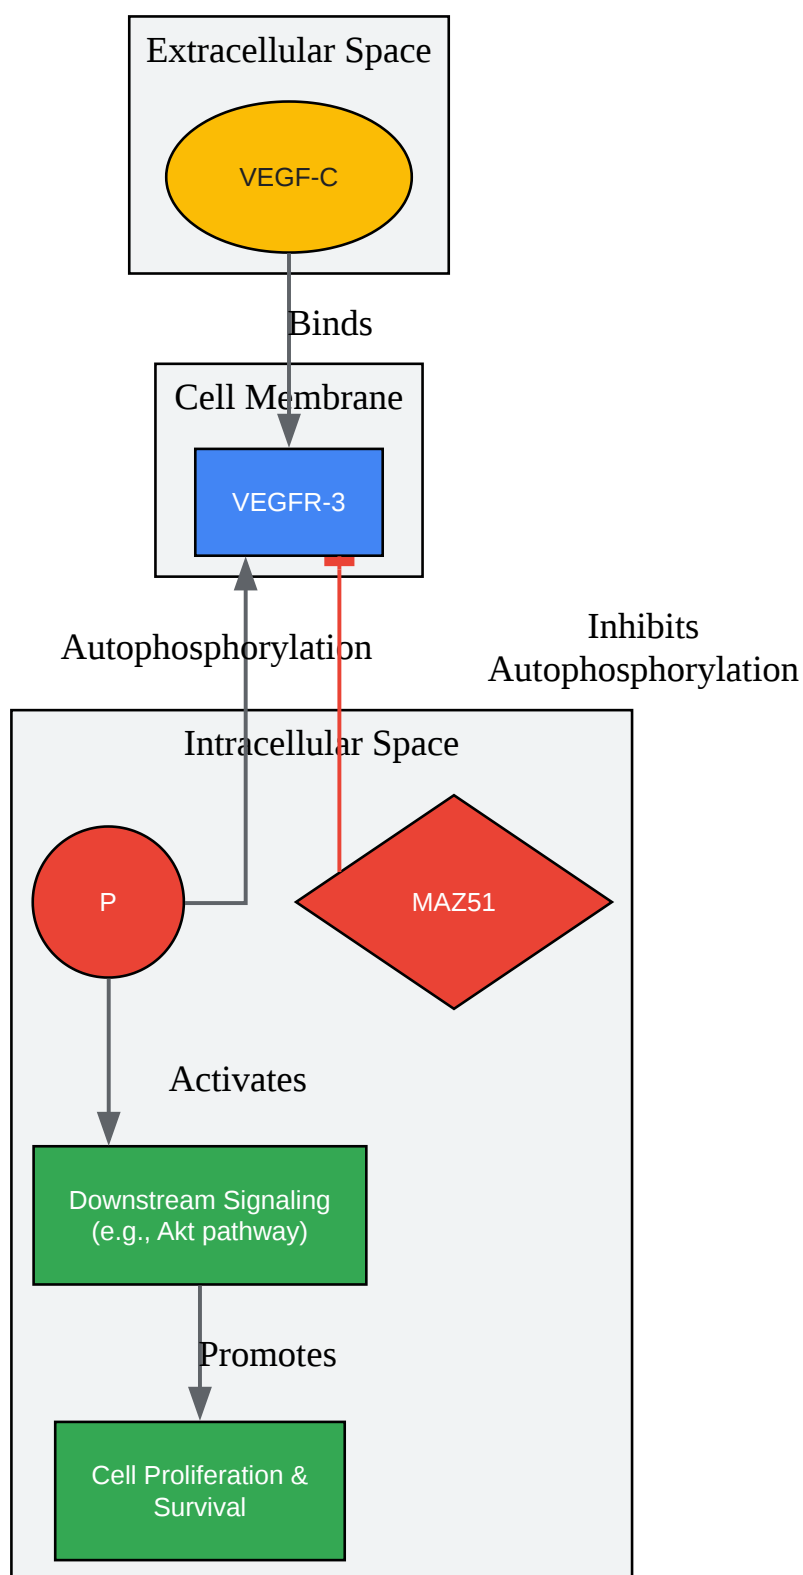 Extracellular Space
VEGF-C
Binds
Cell Membrane
VEGFR-3
Autophosphorylation
Inhibits
Autophosphorylation
Intracellular Space
P
MAZ51
Activates
Downstream Signaling
(e.g., Akt pathway)
Promotes
Cell Proliferation &
Survival